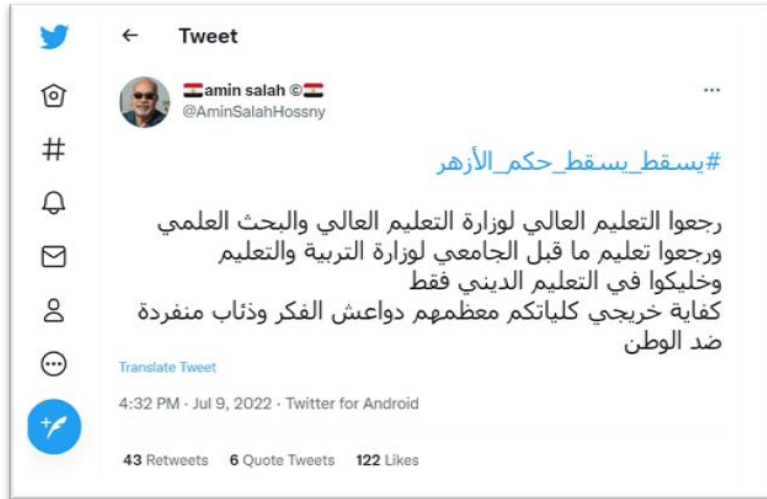 Tweet
amin salah ©
@AminSalahHossny
#يسقط_يسقط_حكم_الأزهر
رجعوا التعليم العالي لوزارة التعليم العالي والبحث العلمي
ورجعوا تعليم ما قبل الجامعي لوزارة التربية والتعليم
وخليكوا في التعليم الديني فقط
كفاية خريجي كلياتكم معظمهم دواعش الفكر وذئاب منفردة
ضد الوطن
Translate Tweet
4:32 PM · Jul 9, 2022 · Twitter for Android
43 Retweets 6 Quote Tweets 122 Likes